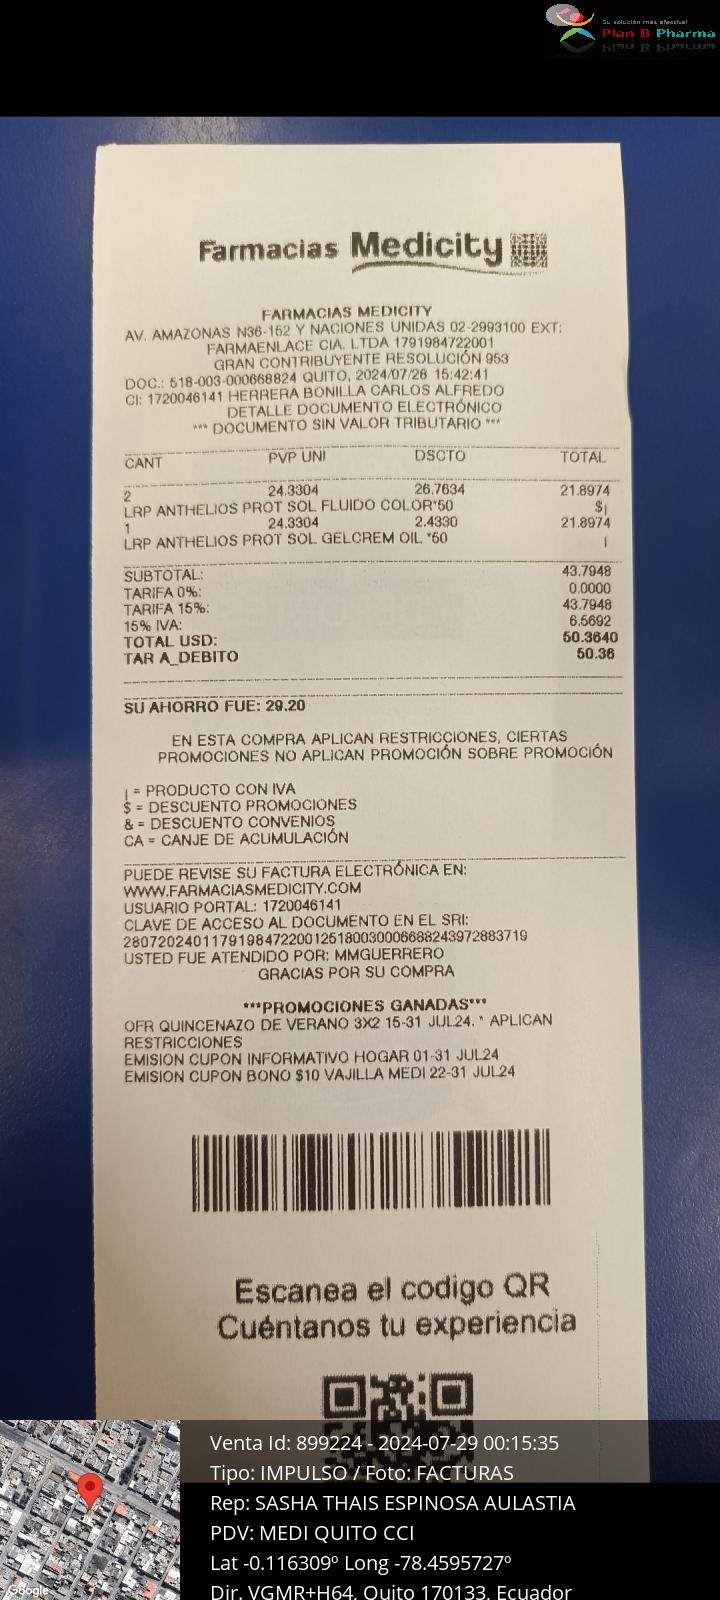 Su solución más efectiva!
Plan B Pharma
Farmacias Medicity
FARMACIAS MEDICITY
AV. AMAZONAS N36-152 Y NACIONES UNIDAS 02-2993100 EXT:
FARMAENLACE CIA. LTDA 1791984722001
GRAN CONTRIBUYENTE RESOLUCIÓN 953
DOC.: 518-003-000668824 QUITO, 2024/07/28 15:42:41
CI: 1720046141 HERRERA BONILLA CARLOS ALFREDO
DETALLE DOCUMENTO ELECTRÓNICO
*** DOCUMENTO SIN VALOR TRIBUTARIO ***
CANT PVP UNI DSCTO TOTAL
2 24.3304 26.7634 21.8974
LRP ANTHELIOS PROT SOL FLUIDO COLOR*50 $¡
1 24.3304 2.4330 21.8974
LRP ANTHELIOS PROT SOL GELCREM OIL *50 ¡
SUBTOTAL: 43.7948
TARIFA 0%: 0.0000
TARIFA 15%: 43.7948
15% IVA: 6.5692
TOTAL USD: 50.3640
TAR A_DEBITO 50.36
SU AHORRO FUE: 29.20
EN ESTA COMPRA APLICAN RESTRICCIONES, CIERTAS
PROMOCIONES NO APLICAN PROMOCIÓN SOBRE PROMOCIÓN
¡ = PRODUCTO CON IVA
$ = DESCUENTO PROMOCIONES
& = DESCUENTO CONVENIOS
CA = CANJE DE ACUMULACIÓN
PUEDE REVISE SU FACTURA ELECTRÓNICA EN:
WWW.FARMACIASMEDICITY.COM
USUARIO PORTAL: 1720046141
CLAVE DE ACCESO AL DOCUMENTO EN EL SRI:
2807202401179198472200125180030006688243972883719
USTED FUE ATENDIDO POR: MMGUERRERO
GRACIAS POR SU COMPRA
***PROMOCIONES GANADAS***
OFR QUINCENAZO DE VERANO 3X2 15-31 JUL24. * APLICAN
RESTRICCIONES
EMISION CUPON INFORMATIVO HOGAR 01-31 JUL24
EMISION CUPON BONO $10 VAJILLA MEDI 22-31 JUL24
Escanea el codigo QR
Cuéntanos tu experiencia
Venta Id: 899224 - 2024-07-29 00:15:35
Tipo: IMPULSO / Foto: FACTURAS
Rep: SASHA THAIS ESPINOSA AULASTIA
PDV: MEDI QUITO CCI
Lat -0.116309º Long -78.4595727º
Dir. VGMR+H64, Quito 170133, Ecuador
Google